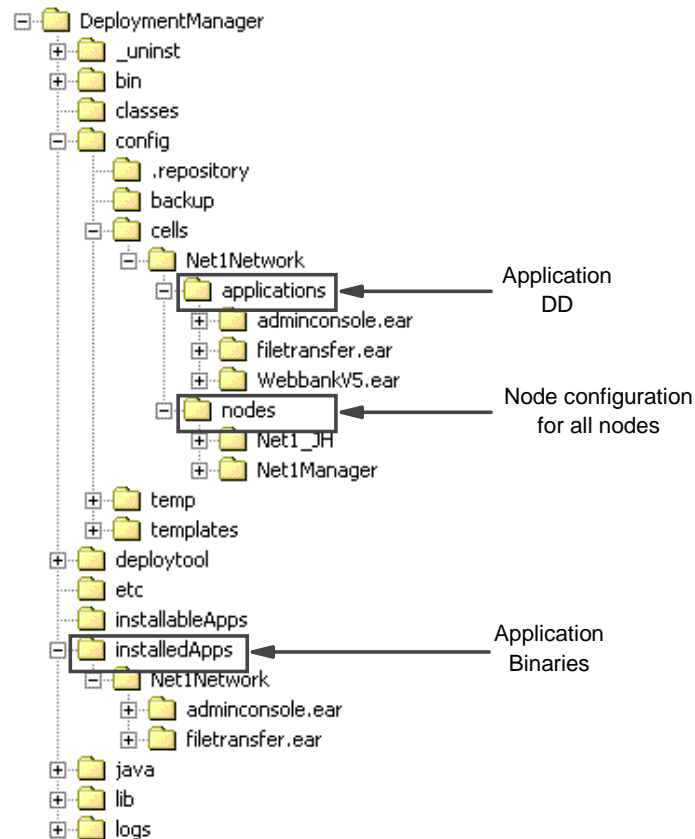 DeploymentManager
_uninst
bin
classes
config
.repository
backup
cells
Net1Network
applications
Application
DD
adminconsole.ear
filetransfer.ear
WebbankV5.ear
nodes
Node configuration
for all nodes
Net1_JH
Net1Manager
temp
templates
deploytool
etc
installableApps
installedApps
Application
Binaries
Net1Network
adminconsole.ear
filetransfer.ear
java
lib
logs